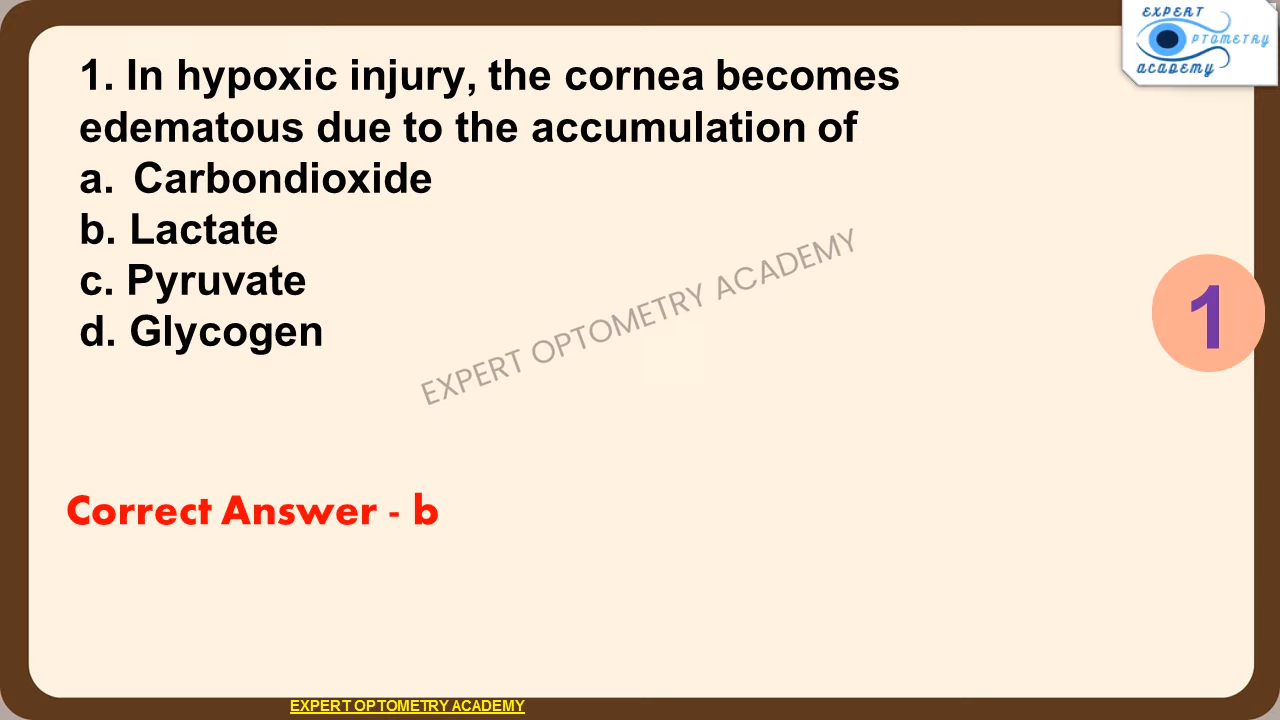 EXPERT
OPTOMETRY
academy
1. In hypoxic injury, the cornea becomes
edematous due to the accumulation of
a. Carbondioxide
b. Lactate
c. Pyruvate
d. Glycogen
EXPERT OPTOMETRY ACADEMY
1
Correct Answer - b
EXPERT OPTOMETRY ACADEMY